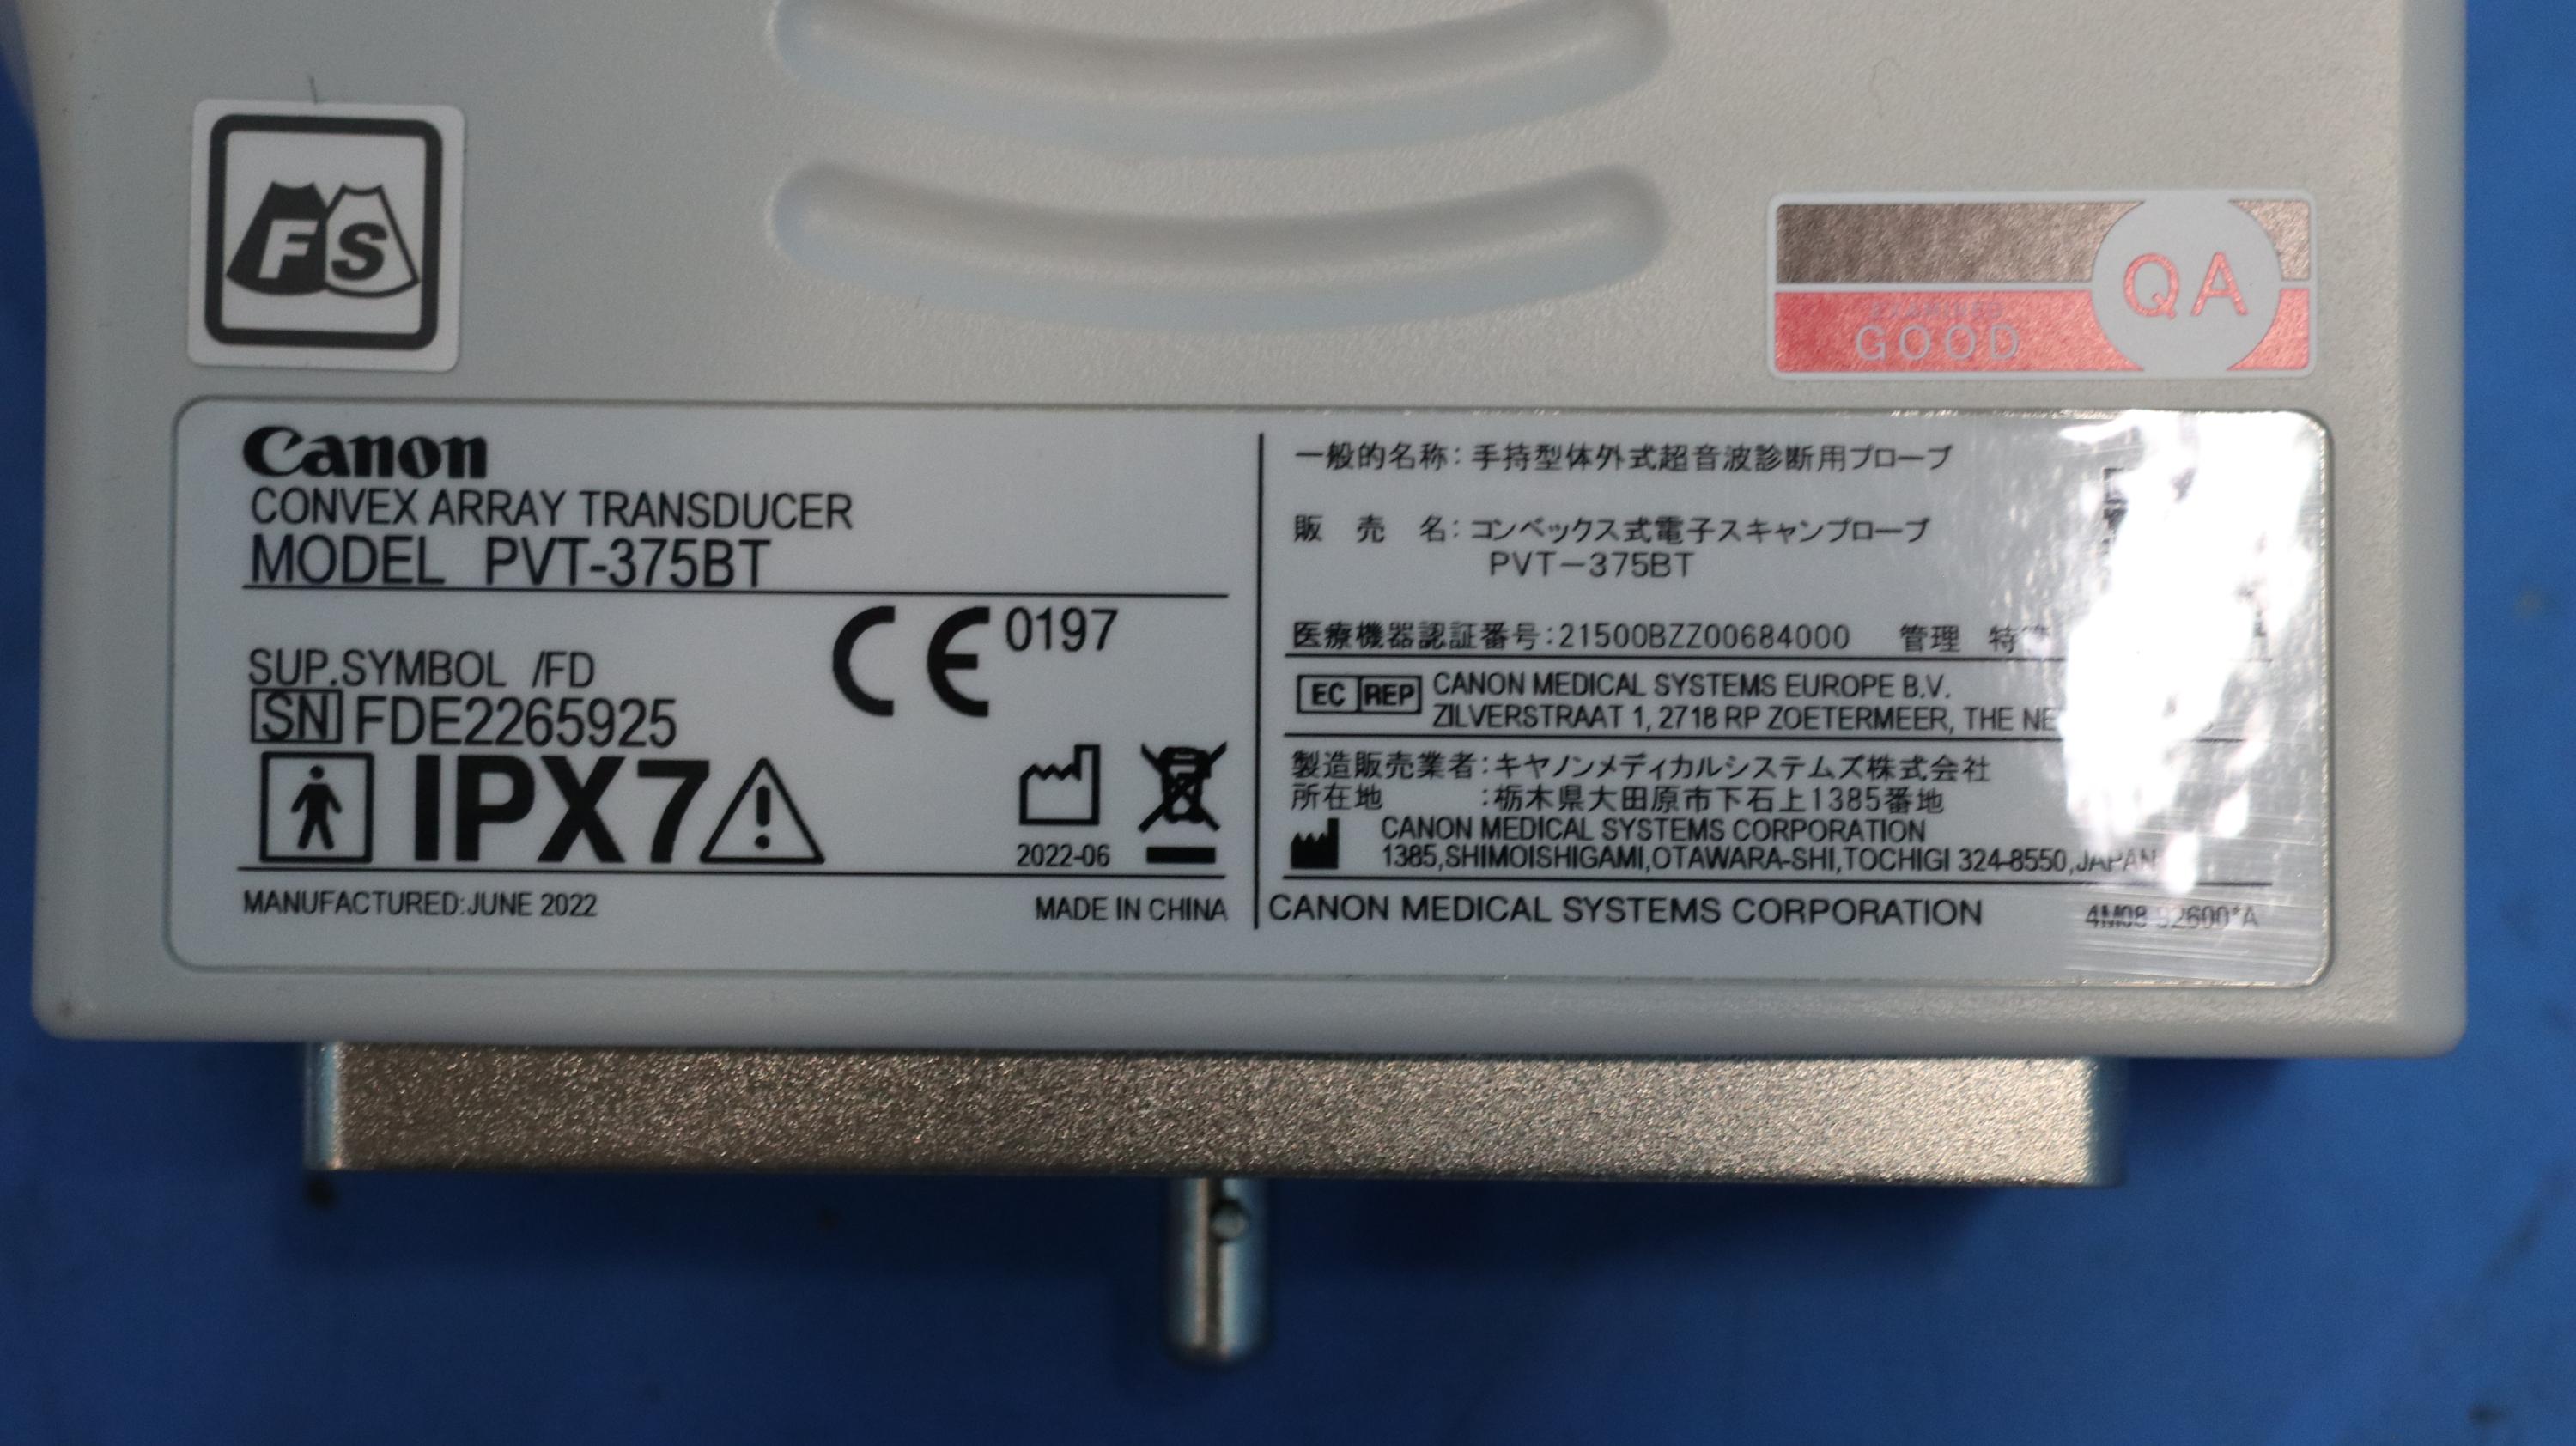 FS
QA
GOOD
Canon
CONVEX ARRAY TRANSDUCER
MODEL PVT-375BT
CE 0197
SUP.SYMBOL /FD
SN FDE2265925
IPX7
2022-06
MANUFACTURED:JUNE 2022
MADE IN CHINA
一般的名称:手持型体外式超音波診断用プローブ
販 売 名:コンベックス式電子スキャンプローブ
PVT-375BT
医療機器認証番号:21500BZZ00684000 管理 特
EC REP CANON MEDICAL SYSTEMS EUROPE B.V.
ZILVERSTRAAT 1, 2718 RP ZOETERMEER, THE NE
製造販売業者:キヤノンメディカルシステムズ株式会社
所在地 :栃木県大田原市下石上1385番地
CANON MEDICAL SYSTEMS CORPORATION
1385,SHIMOISHIGAMI,OTAWARA-SHI,TOCHIGI 324-8550,JAPAN
CANON MEDICAL SYSTEMS CORPORATION